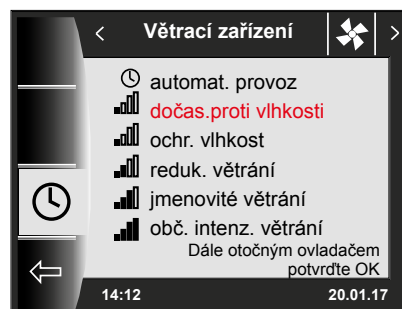 Větrací zařízení
automat. provoz
dočas.proti vlhkosti
ochr. vlhkost
reduk. větrání
jmenovité větrání
obč. intenz. větrání
Dále otočným ovladačem
potvrďte OK
14:12 20.01.17